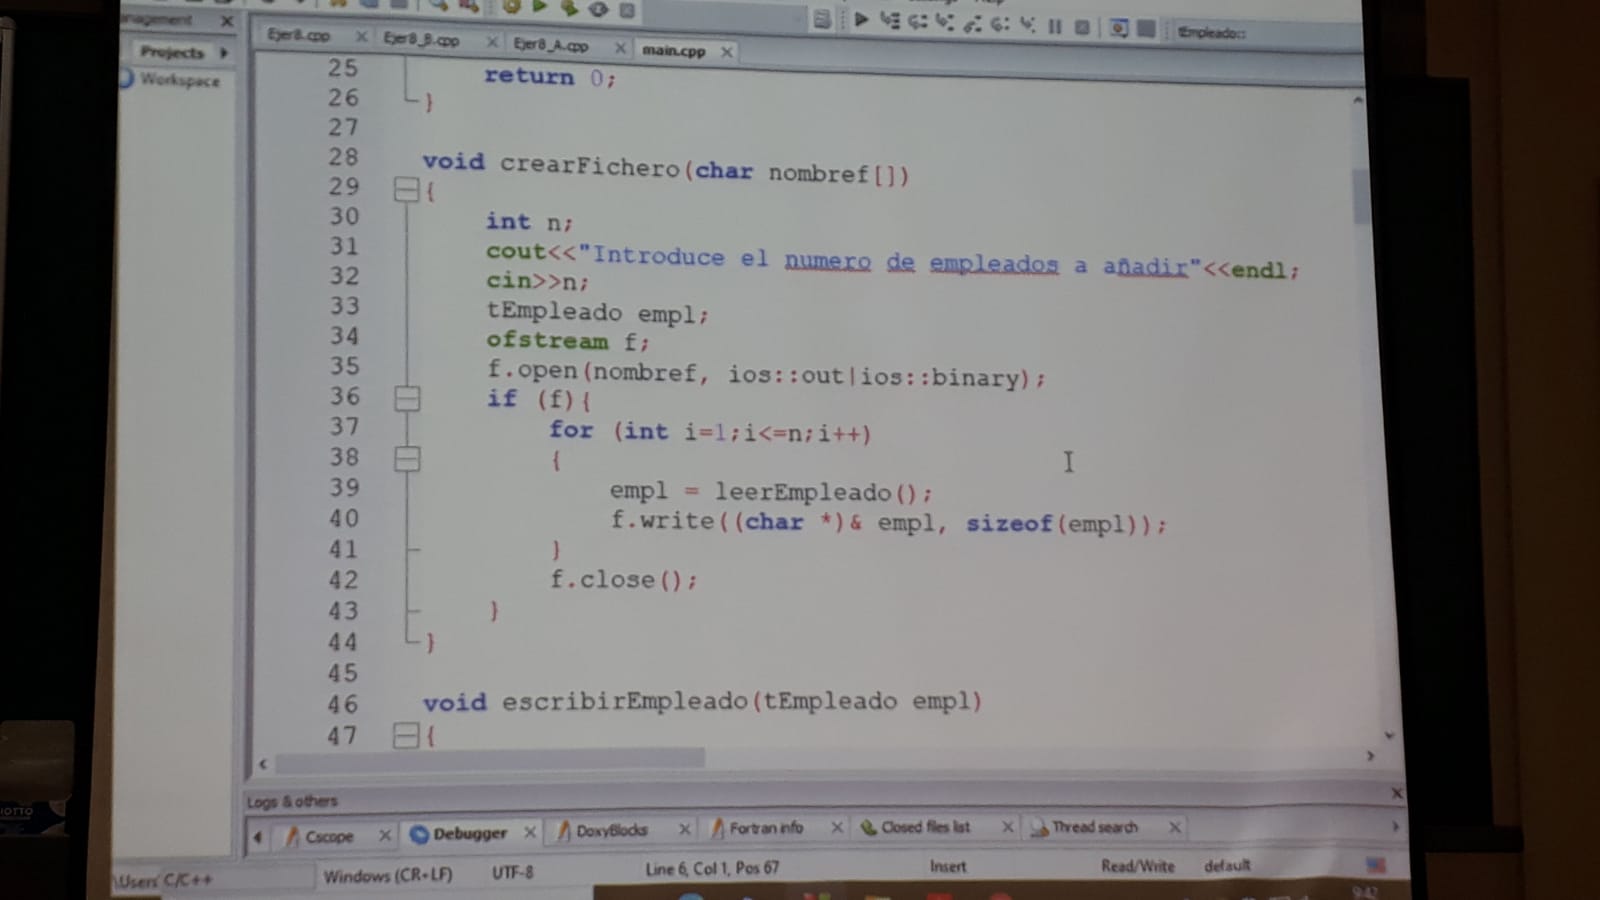 nagement
Ejer8.cpp Ejer8_B.cpp Ejer8_A.cpp main.cpp
tEmpleado::
Projects
Workspace
25 return 0;
26 }
27
28 void crearFichero(char nombref[])
29 {
30 int n;
31 cout<<"Introduce el numero de empleados a añadir"<<endl;
32 cin>>n;
33 tEmpleado empl;
34 ofstream f;
35 f.open(nombref, ios::out|ios::binary);
36 if (f){
37 for (int i=1;i<=n;i++)
38 {
39 empl = leerEmpleado();
40 f.write((char *)& empl, sizeof(empl));
41 }
42 f.close();
43 }
44 }
45
46 void escribirEmpleado(tEmpleado empl)
47 {
Logs & others
Cscope Debugger DoxyBlocks Fortran info Closed files list Thread search
\Users C/C++ Windows (CR+LF) UTF-8 Line 6, Col 1, Pos 67 Insert Read/Write default
9:42
IOTTO